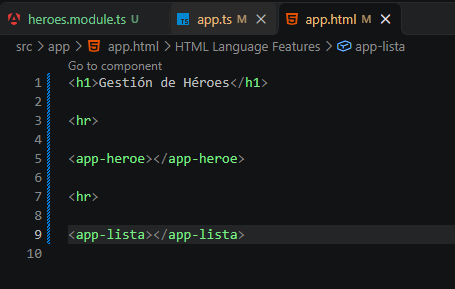 heroes.module.ts U
TS app.ts M
app.html M
src > app > app.html > HTML Language Features > app-lista
Go to component
1 <h1>Gestión de Héroes</h1>
2
3 <hr>
4
5 <app-heroe></app-heroe>
6
7 <hr>
8
9 <app-lista></app-lista>
10